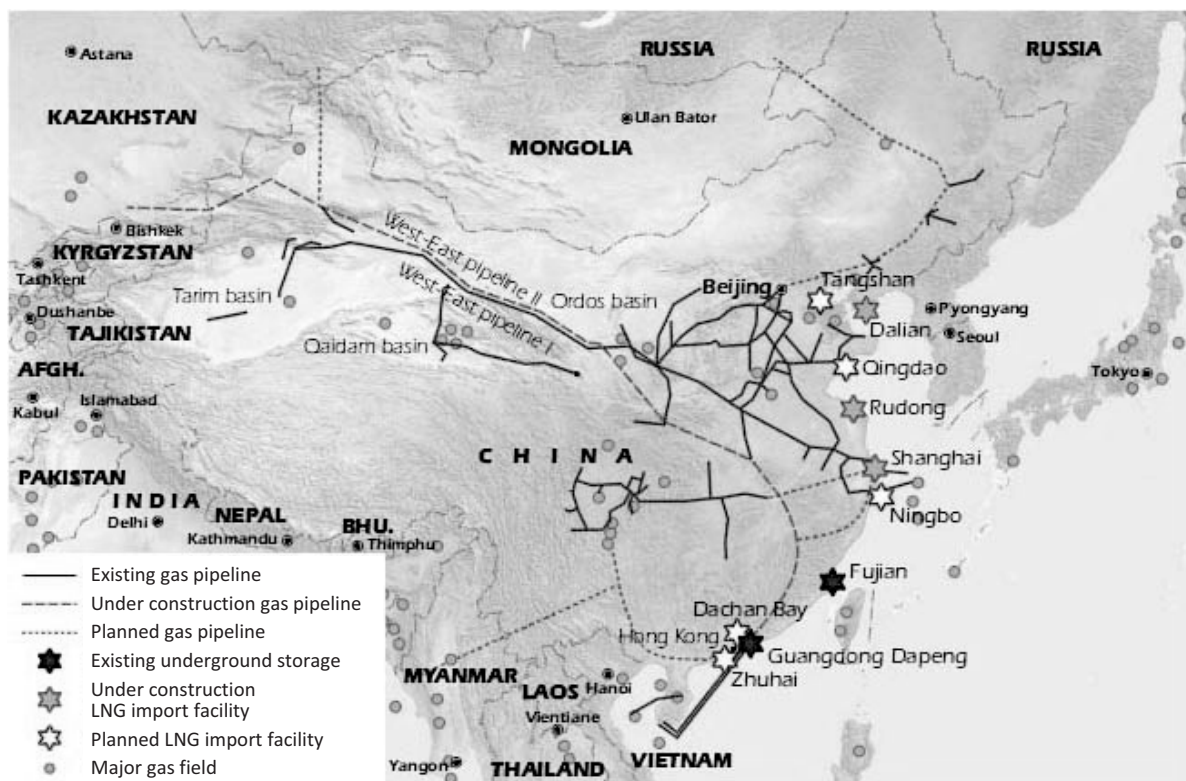 RUSSIA
RUSSIA
Astana
KAZAKHSTAN
Ulan Bator
MONGOLIA
Bishkek
KYRGYZSTAN
Tashkent
West-East pipeline II
West-East pipeline I
Ordos basin
Beijing
Tangshan
Tarim basin
Dushanbe
TAJIKISTAN
P'yongyang
Dalian
Seoul
Qaidam basin
AFGH.
Qingdao
Tokyo
Kabul
Islamabad
Rudong
CHINA
Shanghai
PAKISTAN
INDIA
Delhi
NEPAL
Kathmandu
BHU.
Thimphu
Ningbo
Fujian
Dachan Bay
Hong Kong
Guangdong Dapeng
Zhuhai
MYANMAR
LAOS
Hanoi
Vientiane
Yangon
THAILAND
VIETNAM
Existing gas pipeline
Under construction gas pipeline
Planned gas pipeline
Existing underground storage
Under construction
LNG import facility
Planned LNG import facility
Major gas field